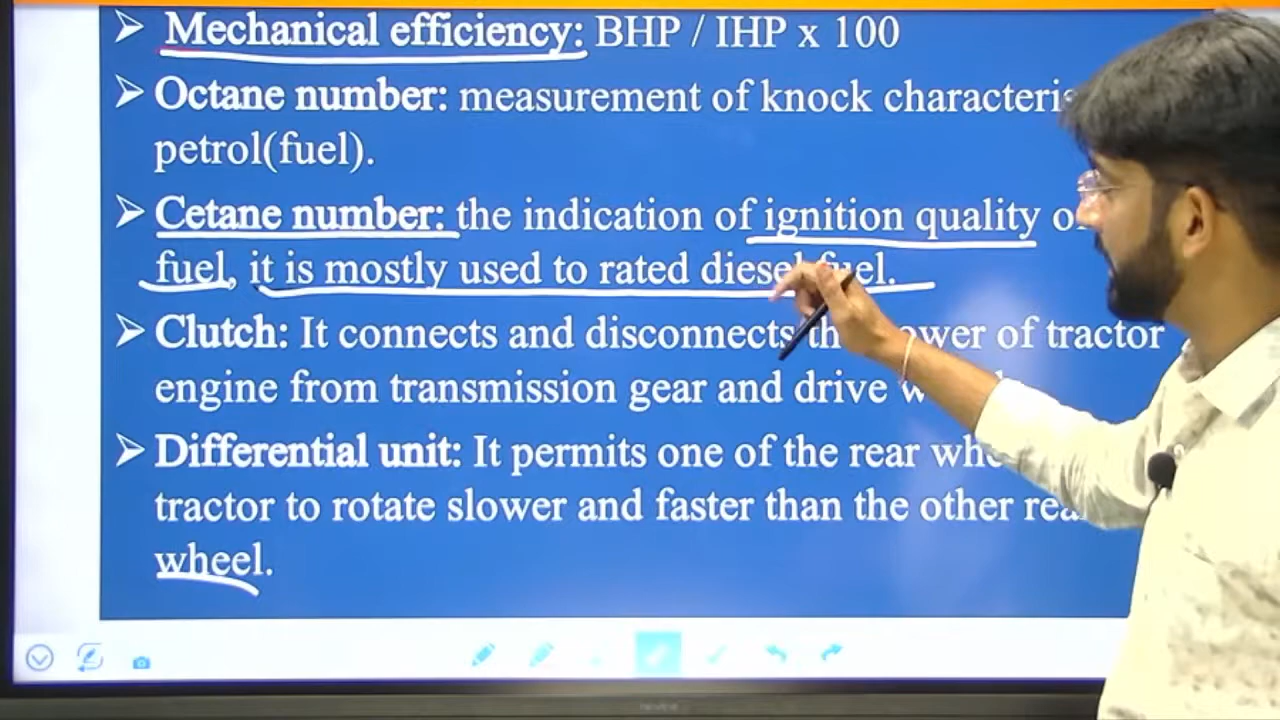 ➢ Mechanical efficiency: BHP / IHP x 100
➢ Octane number: measurement of knock
petrol(fuel).
➢ Cetane number: the indication of ignition quality
fuel, it is mostly used to rated diesel fuel.
➢ Clutch: It connects and disconnects of tractor
engine from transmission gear and drive
➢ Differential unit: It permits one of the rear
tractor to rotate slower and faster than the other
wheel.